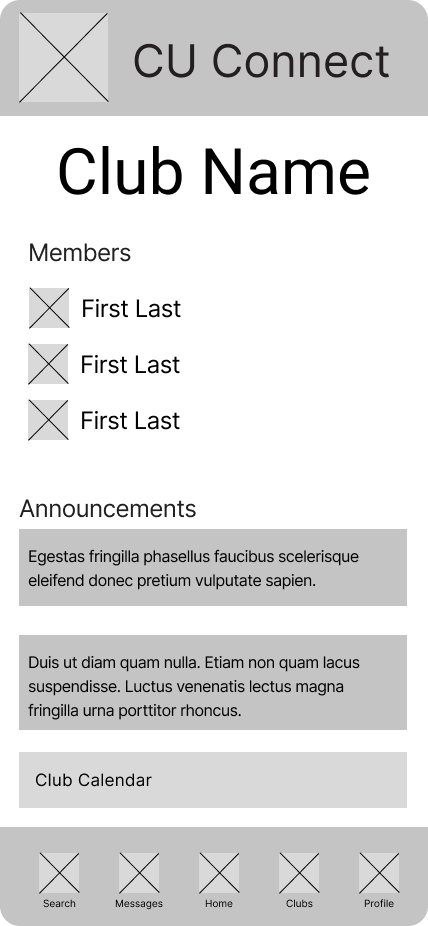 CU Connect
Club Name
Members
First Last
First Last
First Last
Announcements
Egestas fringilla phasellus faucibus scelerisque
eleifend donec pretium vulputate sapien.
Duis ut diam quam nulla. Etiam non quam lacus
suspendisse. Luctus venenatis lectus magna
fringilla urna porttitor rhoncus.
Club Calendar
Search Messages Home Clubs Profile